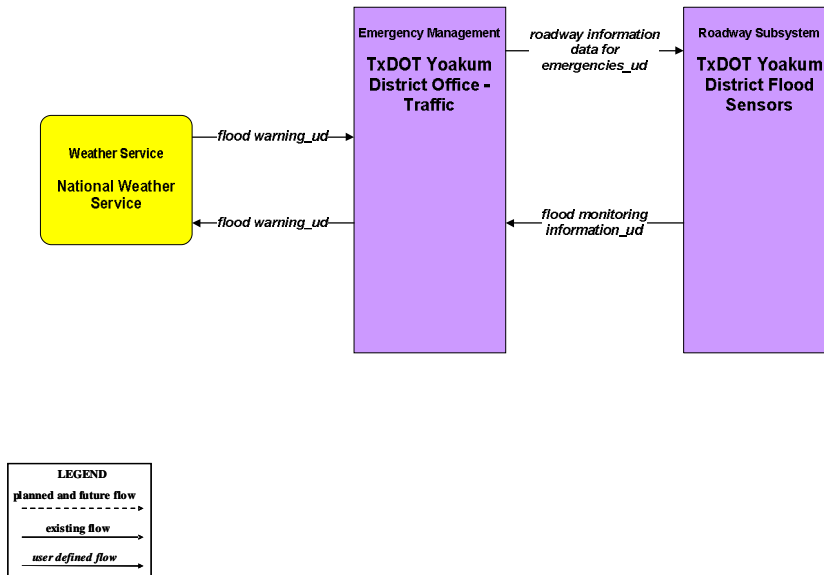 Emergency Management
TxDOT Yoakum
District Office -
Traffic
roadway information
data for
emergencies_ud
Roadway Subsystem
TxDOT Yoakum
District Flood
Sensors
Weather Service
National Weather
Service
flood warning_ud
flood warning_ud
flood monitoring
information_ud
LEGEND
planned and future flow
existing flow
user defined flow